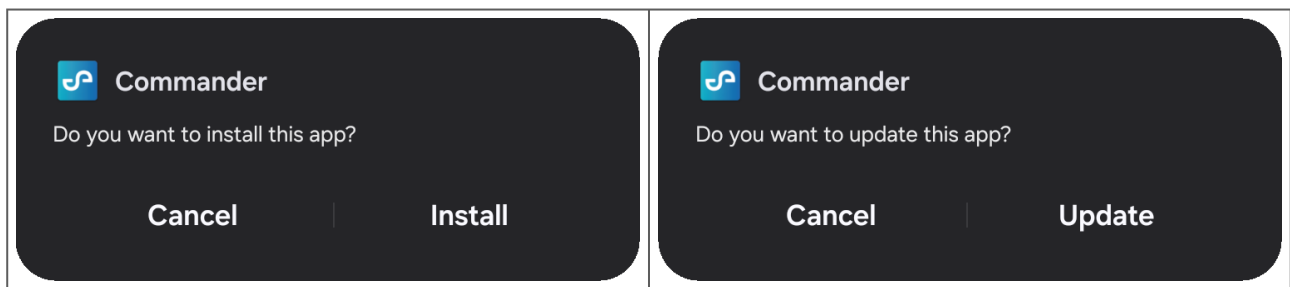 Commander
Do you want to install this app?
Cancel
Install
Commander
Do you want to update this app?
Cancel
Update